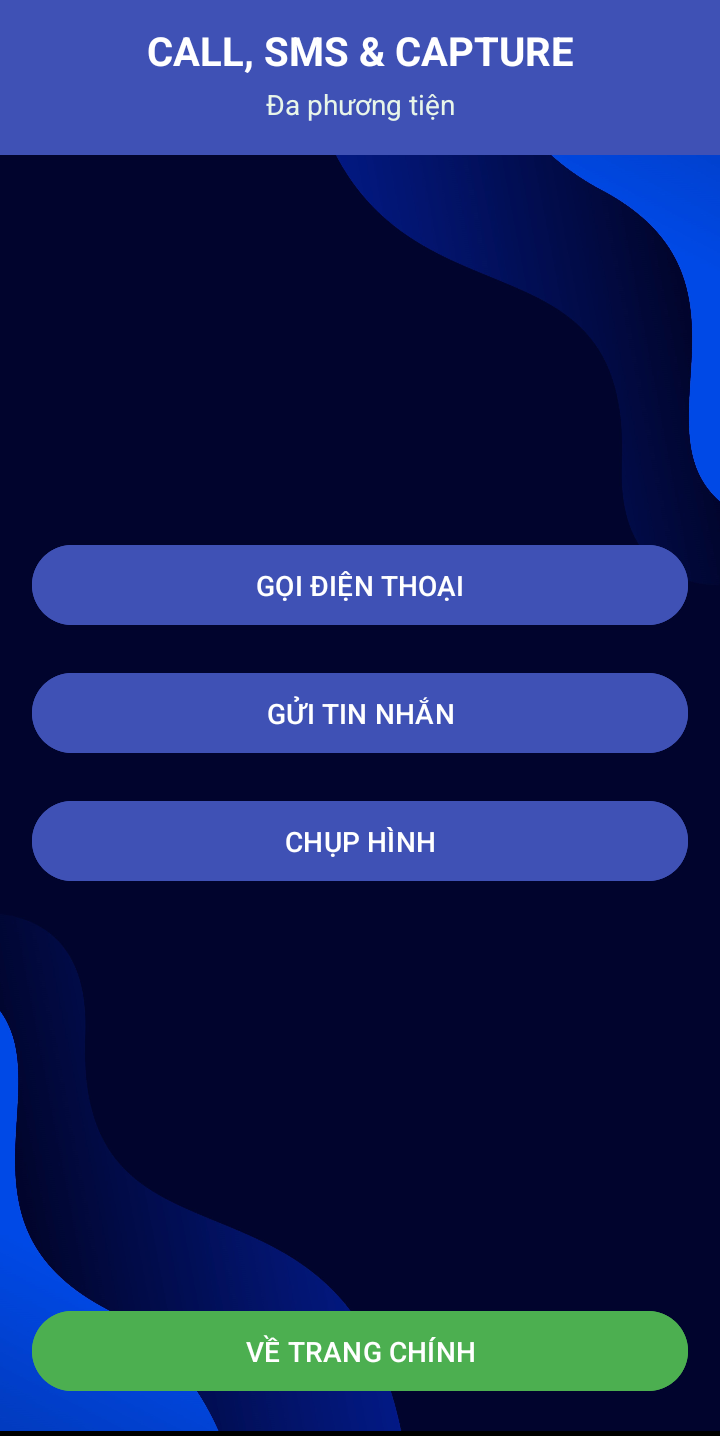 CALL, SMS & CAPTURE
Đa phương tiện
GỌI ĐIỆN THOẠI
GỬI TIN NHẮN
CHỤP HÌNH
VỀ TRANG CHÍNH